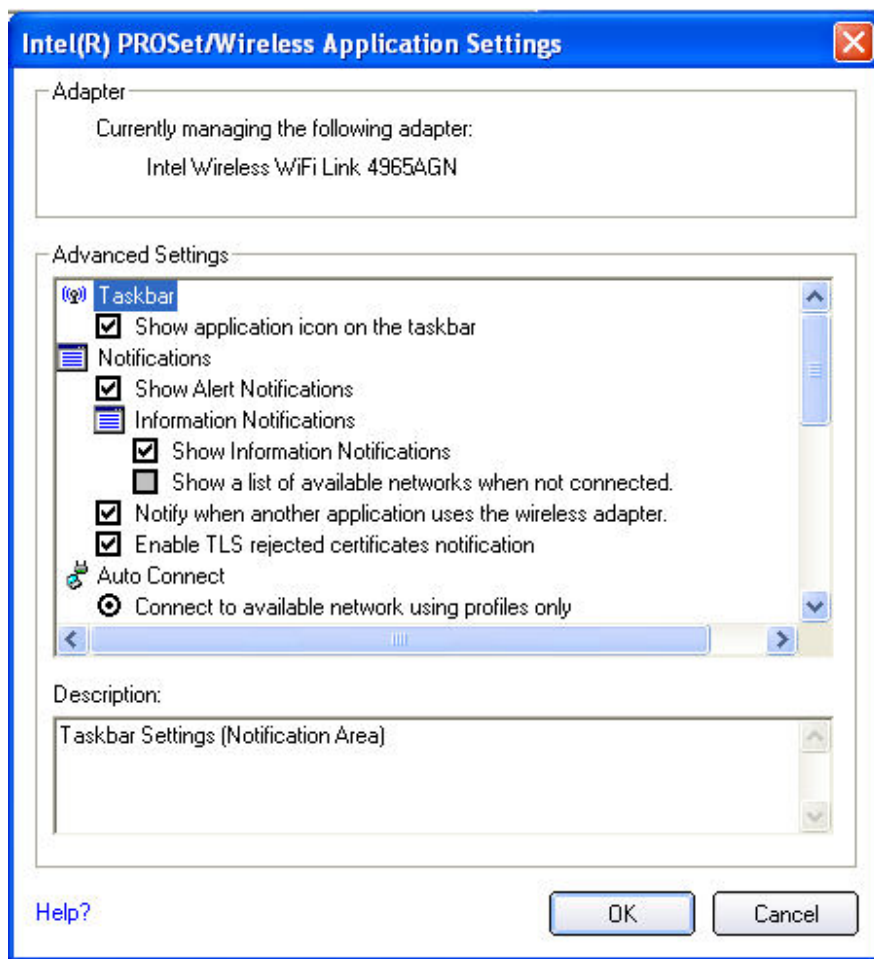 Intel(R) PROSet/Wireless Application Settings
Adapter
Currently managing the following adapter:
Intel Wireless WiFi Link 4965AGN
Advanced Settings
Taskbar
Show application icon on the taskbar
Notifications
Show Alert Notifications
Information Notifications
Show Information Notifications
Show a list of available networks when not connected.
Notify when another application uses the wireless adapter.
Enable TLS rejected certificates notification
Auto Connect
Connect to available network using profiles only
Description:
Taskbar Settings (Notification Area)
Help?
OK
Cancel